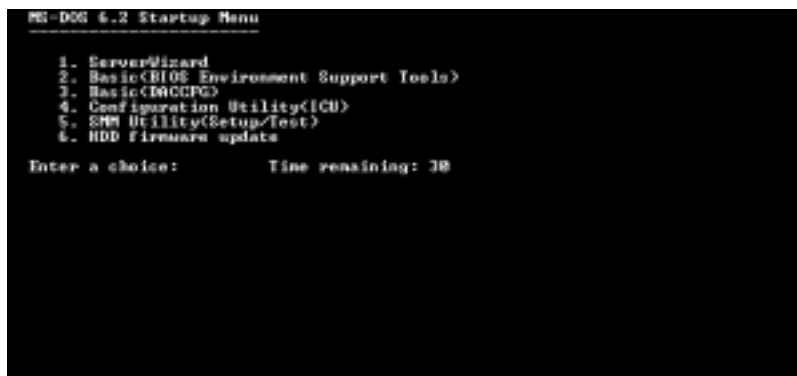 MS-DOS 6.2 Startup Menu
------------------------
1. ServerWizard
2. Basic(BIOS Environment Support Tools)
3. Basic(DACCFG)
4. Configuration Utility(ICU)
5. SMM Utility(Setup/Test)
6. HDD firmware update
Enter a choice: Time remaining: 30